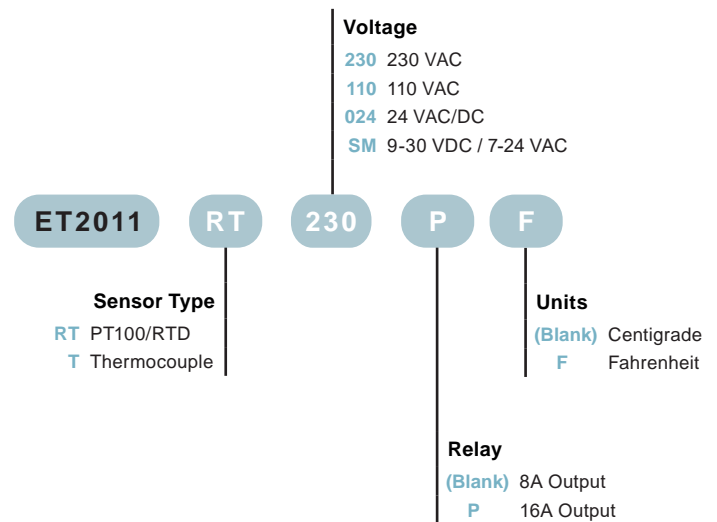 Voltage
230 230 VAC
110 110 VAC
024 24 VAC/DC
SM 9-30 VDC / 7-24 VAC
ET2011 RT 230 P F
Sensor Type
RT PT100/RTD
T Thermocouple
Units
(Blank) Centigrade
F Fahrenheit
Relay
(Blank) 8A Output
P 16A Output